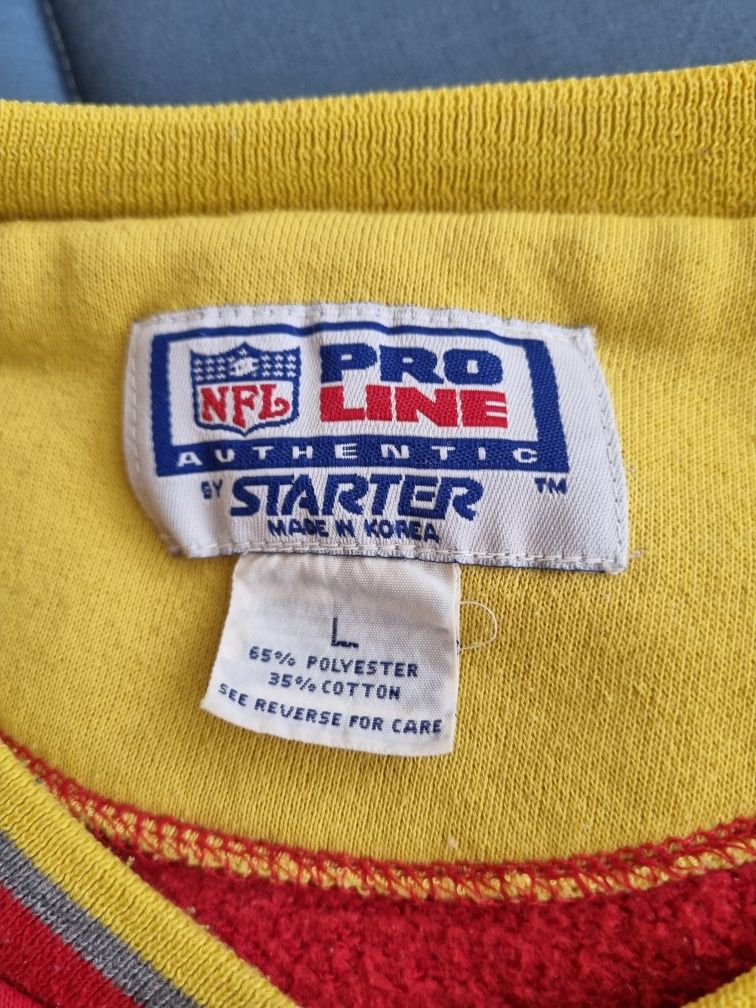 NFL
PRO
LINE
AUTHENTIC
BY STARTER TM
MADE IN KOREA
L
65% POLYESTER
35% COTTON
SEE REVERSE FOR CARE